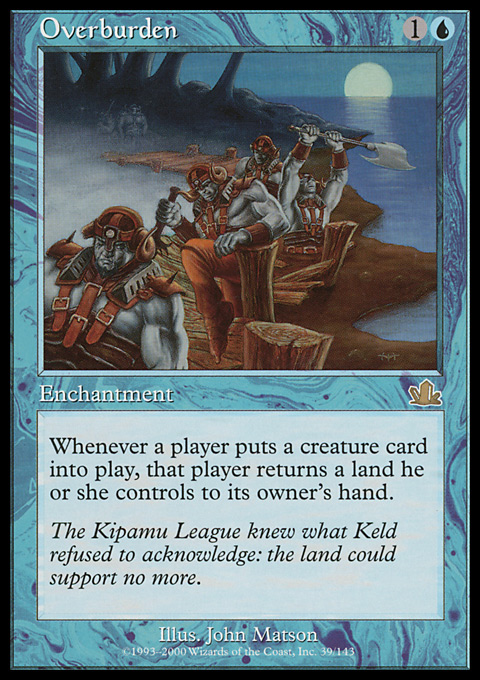 Overburden 1
Enchantment
Whenever a player puts a creature card
into play, that player returns a land he
or she controls to its owner's hand.
The Kipamu League knew what Keld
refused to acknowledge: the land could
support no more.
Illus. John Matson
©1993–2000 Wizards of the Coast, Inc. 39/143